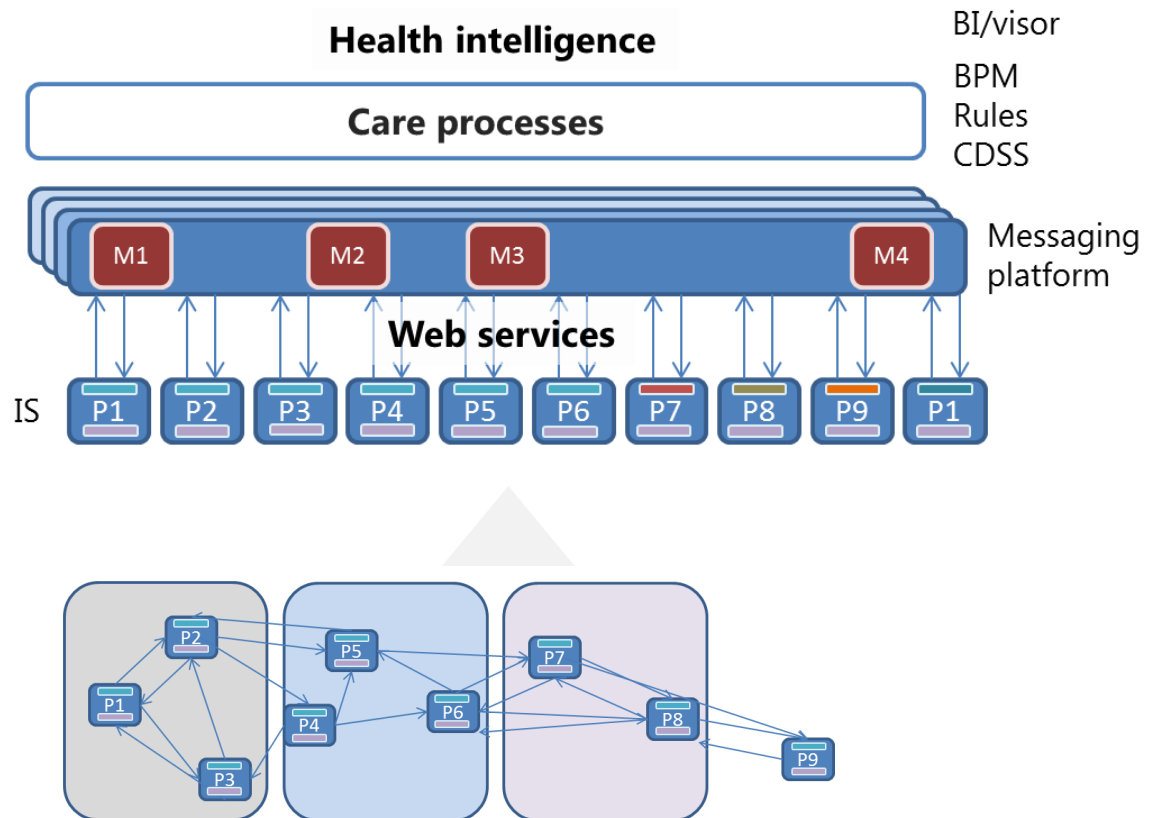 Health intelligence
BI/visor
Care processes
BPM
Rules
CDSS
M1 M2 M3 M4
Messaging
platform
Web services
IS
P1 P2 P3 P4 P5 P6 P7 P8 P9 P1
P2
P5
P7
P1
P4
P6
P8
P3
P9